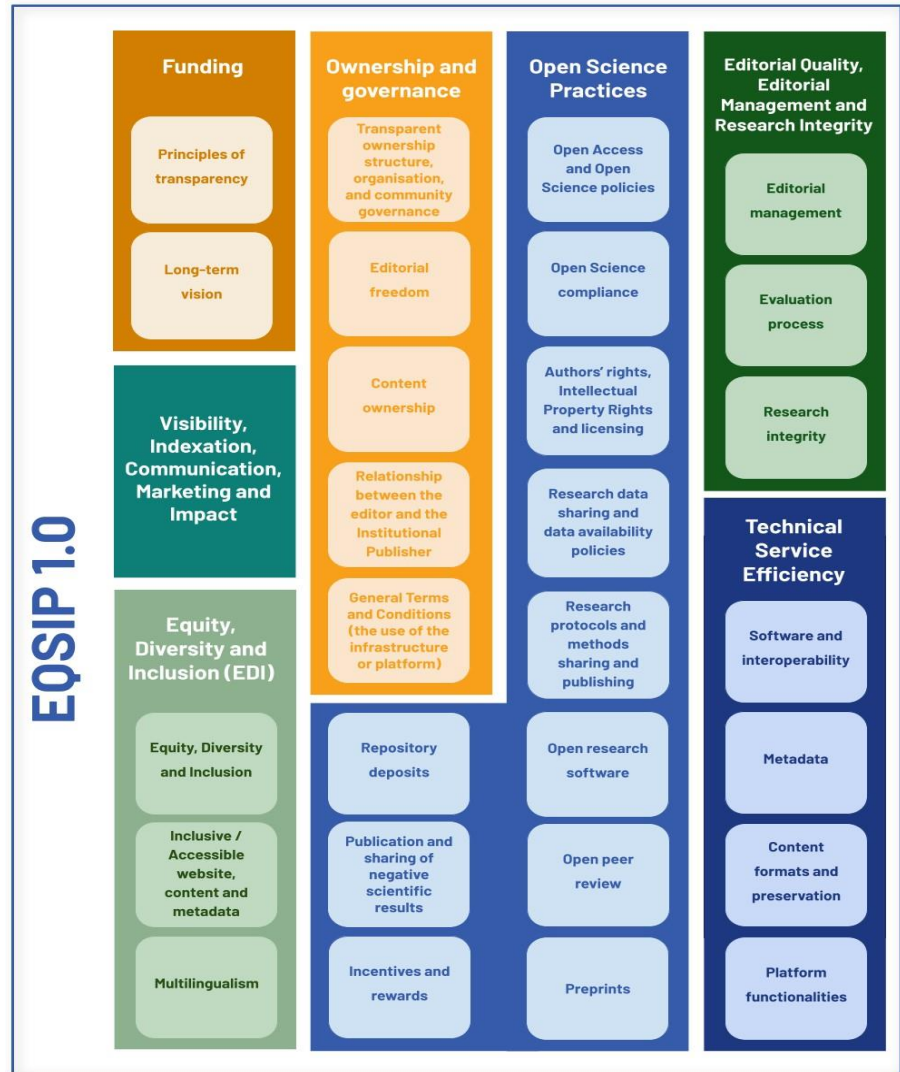 EQSIP 1.0
Funding
Principles of
transparency
Long-term
vision
Visibility,
Indexation,
Communication,
Marketing and
Impact
Equity,
Diversity and
Inclusion (EDI)
Equity, Diversity
and Inclusion
Inclusive /
Accessible
website,
content and
metadata
Multilingualism
Ownership and
governance
Transparent
ownership
structure,
organisation,
and community
governance
Editorial
freedom
Content
ownership
Relationship
between the
editor and the
Institutional
Publisher
General Terms
and Conditions
(the use of the
infrastructure
or platform)
Open Science
Practices
Open Access
and Open
Science policies
Open Science
compliance
Authors’ rights,
Intellectual
Property Rights
and licensing
Research data
sharing and
data availability
policies
Research
protocols and
methods
sharing and
publishing
Repository
deposits
Open research
software
Publication and
sharing of
negative
scientific
results
Open peer
review
Incentives and
rewards
Preprints
Editorial Quality,
Editorial
Management and
Research Integrity
Editorial
management
Evaluation
process
Research
integrity
Technical
Service
Efficiency
Software and
interoperability
Metadata
Content
formats and
preservation
Platform
functionalities